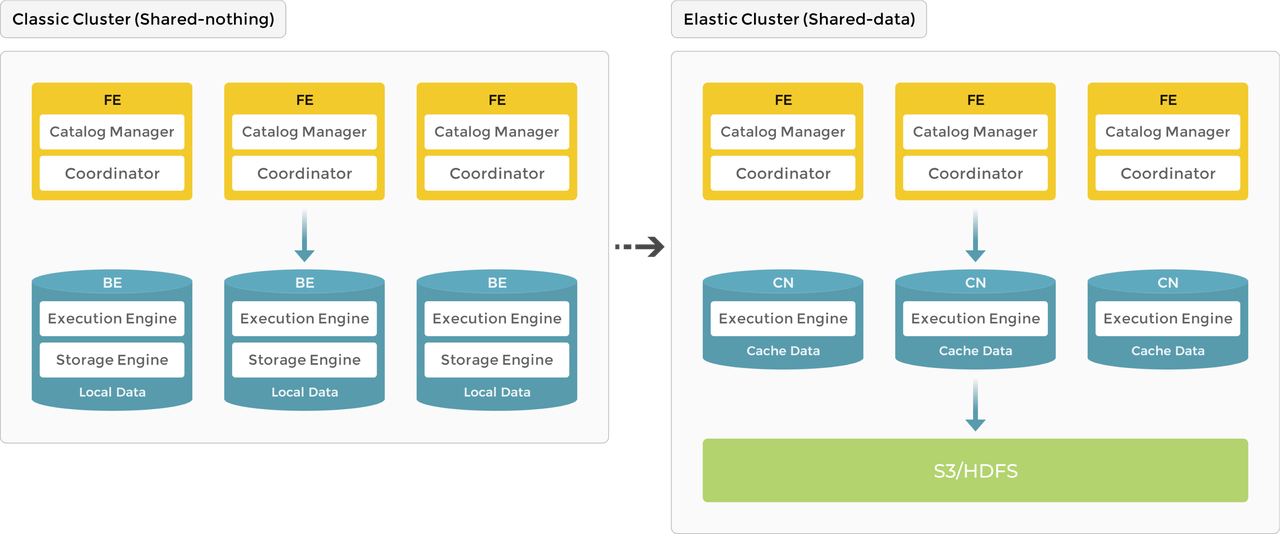 Classic Cluster (Shared-nothing)
FE
Catalog Manager
Coordinator
FE
Catalog Manager
Coordinator
FE
Catalog Manager
Coordinator
BE
Execution Engine
Storage Engine
Local Data
BE
Execution Engine
Storage Engine
Local Data
BE
Execution Engine
Storage Engine
Local Data
Elastic Cluster (Shared-data)
FE
Catalog Manager
Coordinator
FE
Catalog Manager
Coordinator
FE
Catalog Manager
Coordinator
CN
Execution Engine
Cache Data
CN
Execution Engine
Cache Data
CN
Execution Engine
Cache Data
S3/HDFS